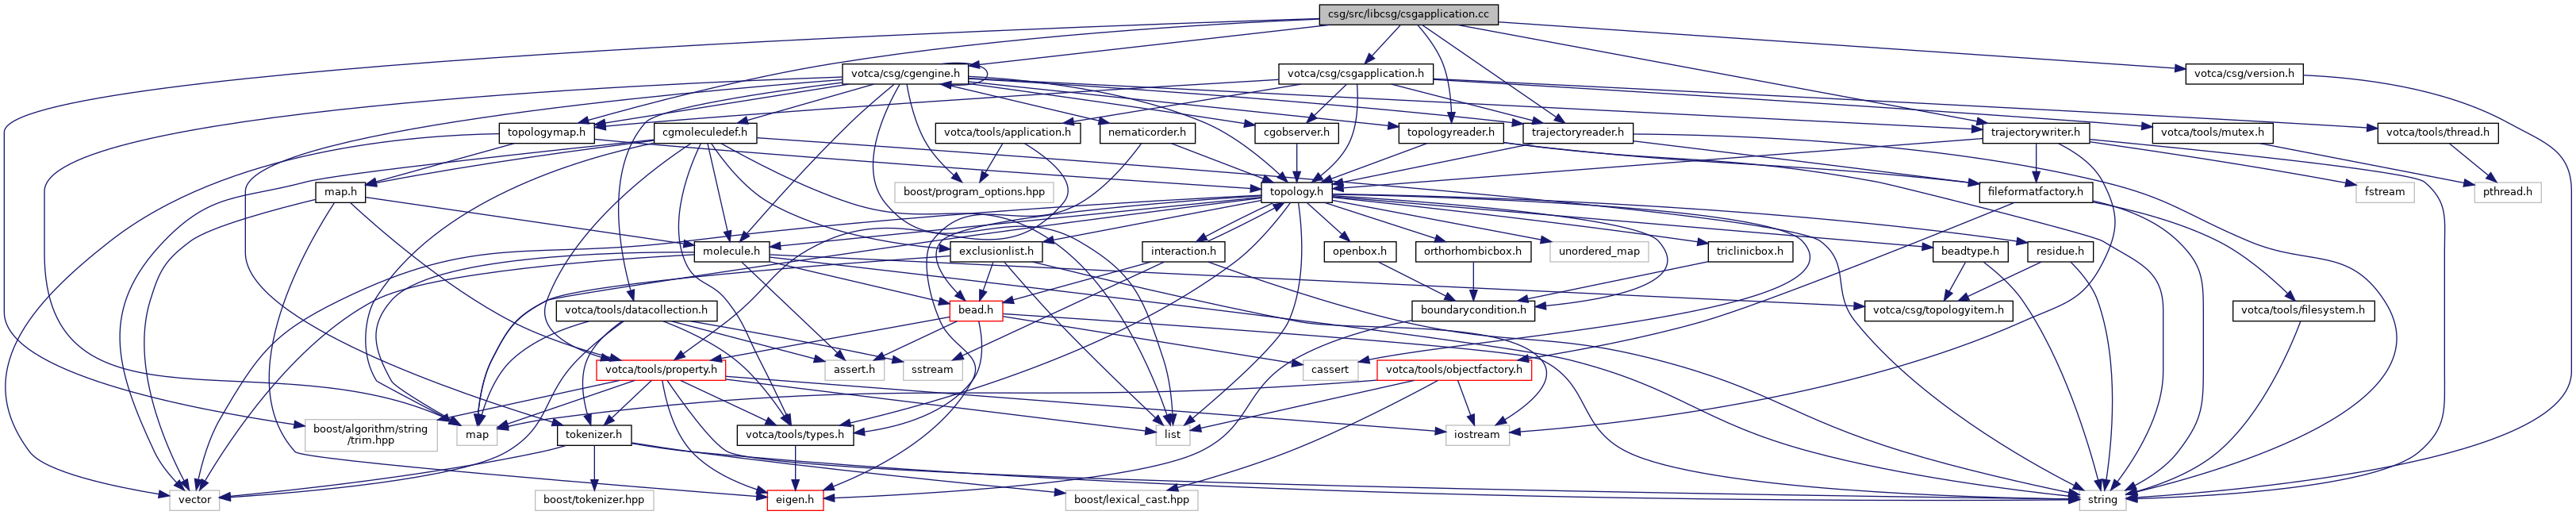 csg/src/libcsg/csgapplication.cc
votca/csg/cgengine.h
votca/csg/csgapplication.h
votca/csg/version.h
topologymap.h
cgmoleculedef.h
votca/tools/application.h
nematicorder.h
cgobserver.h
topologyreader.h
trajectoryreader.h
trajectorywriter.h
votca/tools/mutex.h
votca/tools/thread.h
map.h
boost/program_options.hpp
topology.h
fileformatfactory.h
fstream
pthread.h
molecule.h
exclusionlist.h
interaction.h
openbox.h
orthorhombicbox.h
unordered_map
triclinicbox.h
beadtype.h
residue.h
votca/tools/datacollection.h
bead.h
boundarycondition.h
votca/csg/topologyitem.h
votca/tools/filesystem.h
votca/tools/property.h
assert.h
sstream
cassert
votca/tools/objectfactory.h
boost/algorithm/string
/trim.hpp
map
tokenizer.h
votca/tools/types.h
list
iostream
vector
boost/tokenizer.hpp
eigen.h
boost/lexical_cast.hpp
string